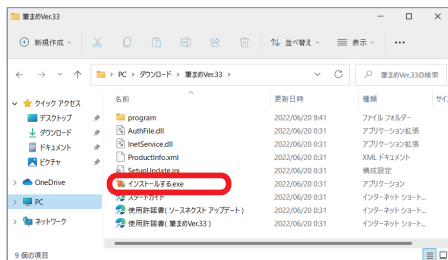 筆まめVer.33
新規作成
並べ替え
表示
PC > ダウンロード > 筆まめVer.33 >
筆まめVer.33の検索
クイック アクセス
デスクトップ
ダウンロード
ドキュメント
ピクチャ
OneDrive
PC
ネットワーク
名前 更新日時 種類 サイ
program 2022/06/20 9:41 ファイル フォルダー
AuthFile.dll 2022/06/20 0:31 アプリケーション拡張
InetService.dll 2022/06/20 0:31 アプリケーション拡張
ProductInfo.xml 2022/06/20 0:31 XML ドキュメント
SetupUpdate.ini 2022/06/20 0:31 構成設定
インストールする.exe 2022/06/20 0:31 アプリケーション
スタートガイド 2022/06/20 0:31 インターネット ショート...
使用許諾書(ソースネクスト アップデート) 2022/06/20 0:31 インターネット ショート...
使用許諾書(筆まめVer.33) 2022/06/20 0:31 インターネット ショート...
9 個の項目